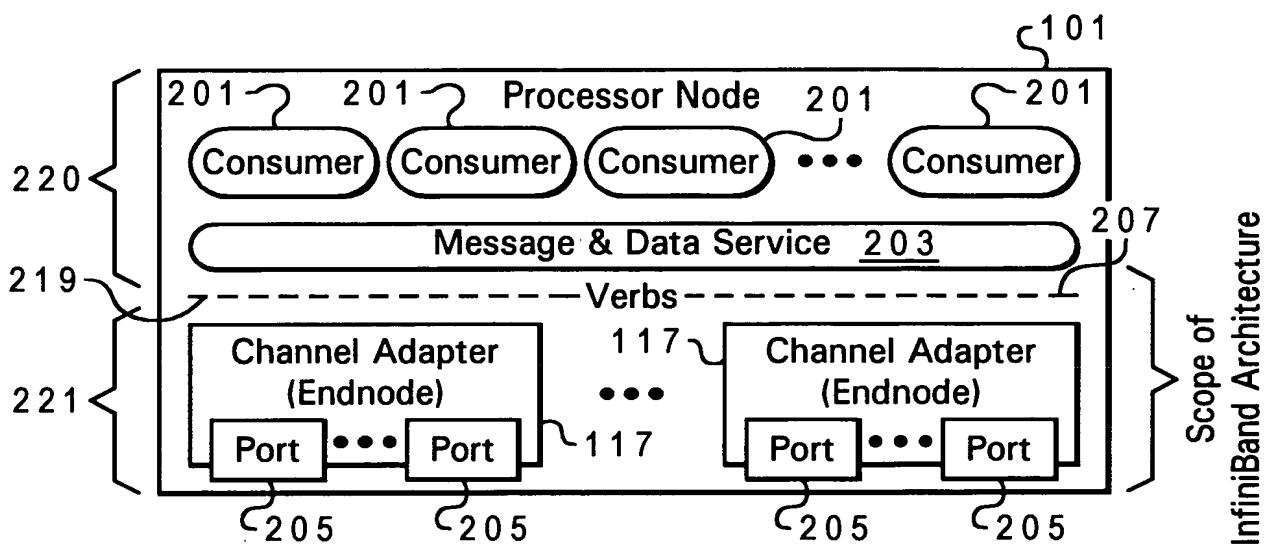 101
201 201 Processor Node 201 201
Consumer Consumer Consumer ••• Consumer
220
Message & Data Service 203
207
219
Verbs
Channel Adapter (Endnode)
117
•••
Channel Adapter (Endnode)
221
Port ••• Port
117
Port ••• Port
205 205 205 205
Scope of
InfiniBand Architecture